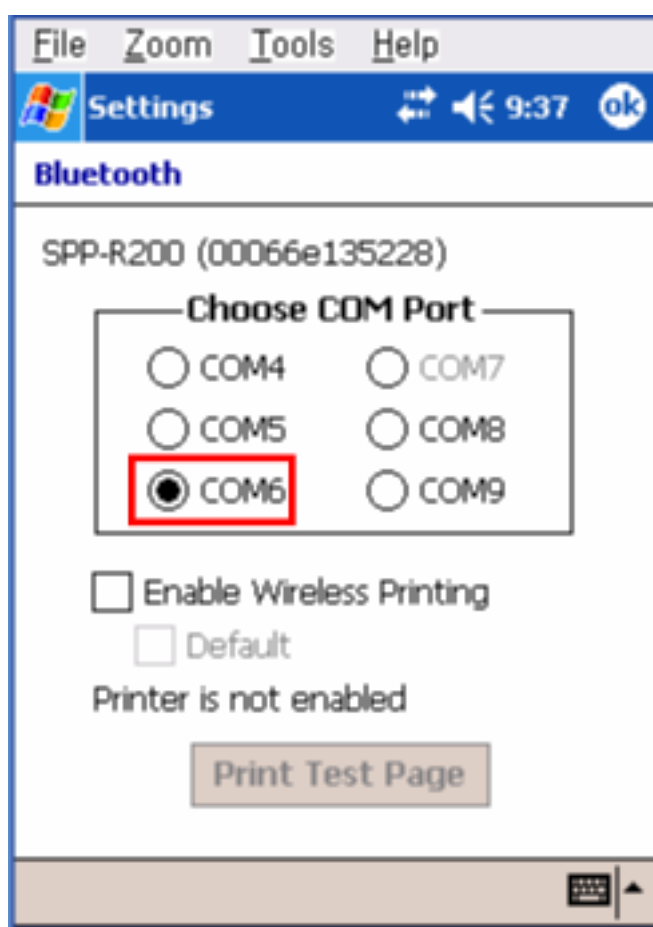 File Zoom Tools Help
Settings 9:37 ok
Bluetooth
SPP-R200 (00066e135228)
Choose COM Port
COM4 COM7
COM5 COM8
COM6 COM9
Enable Wireless Printing
Default
Printer is not enabled
Print Test Page